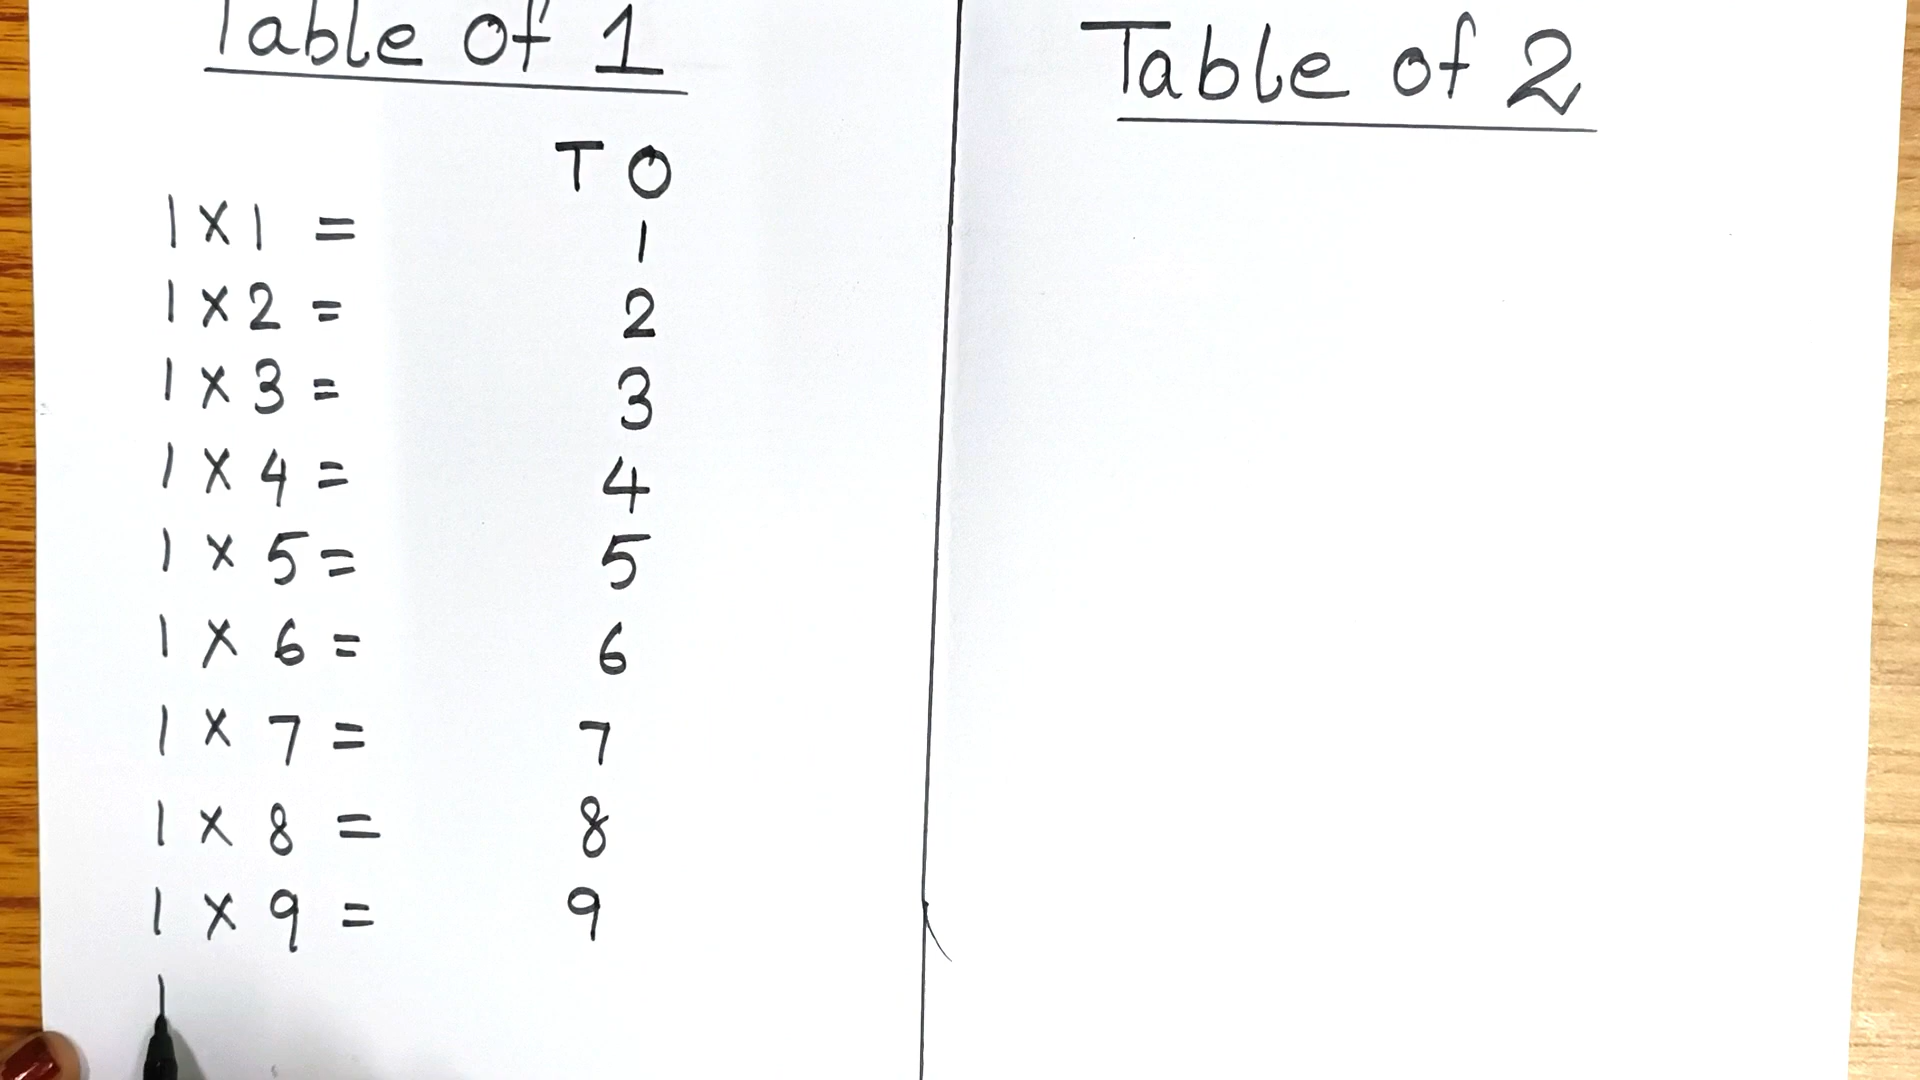 Table of 1
T O
1 × 1 = 1
1 × 2 = 2
1 × 3 = 3
1 × 4 = 4
1 × 5 = 5
1 × 6 = 6
1 × 7 = 7
1 × 8 = 8
1 × 9 = 9
1
Table of 2